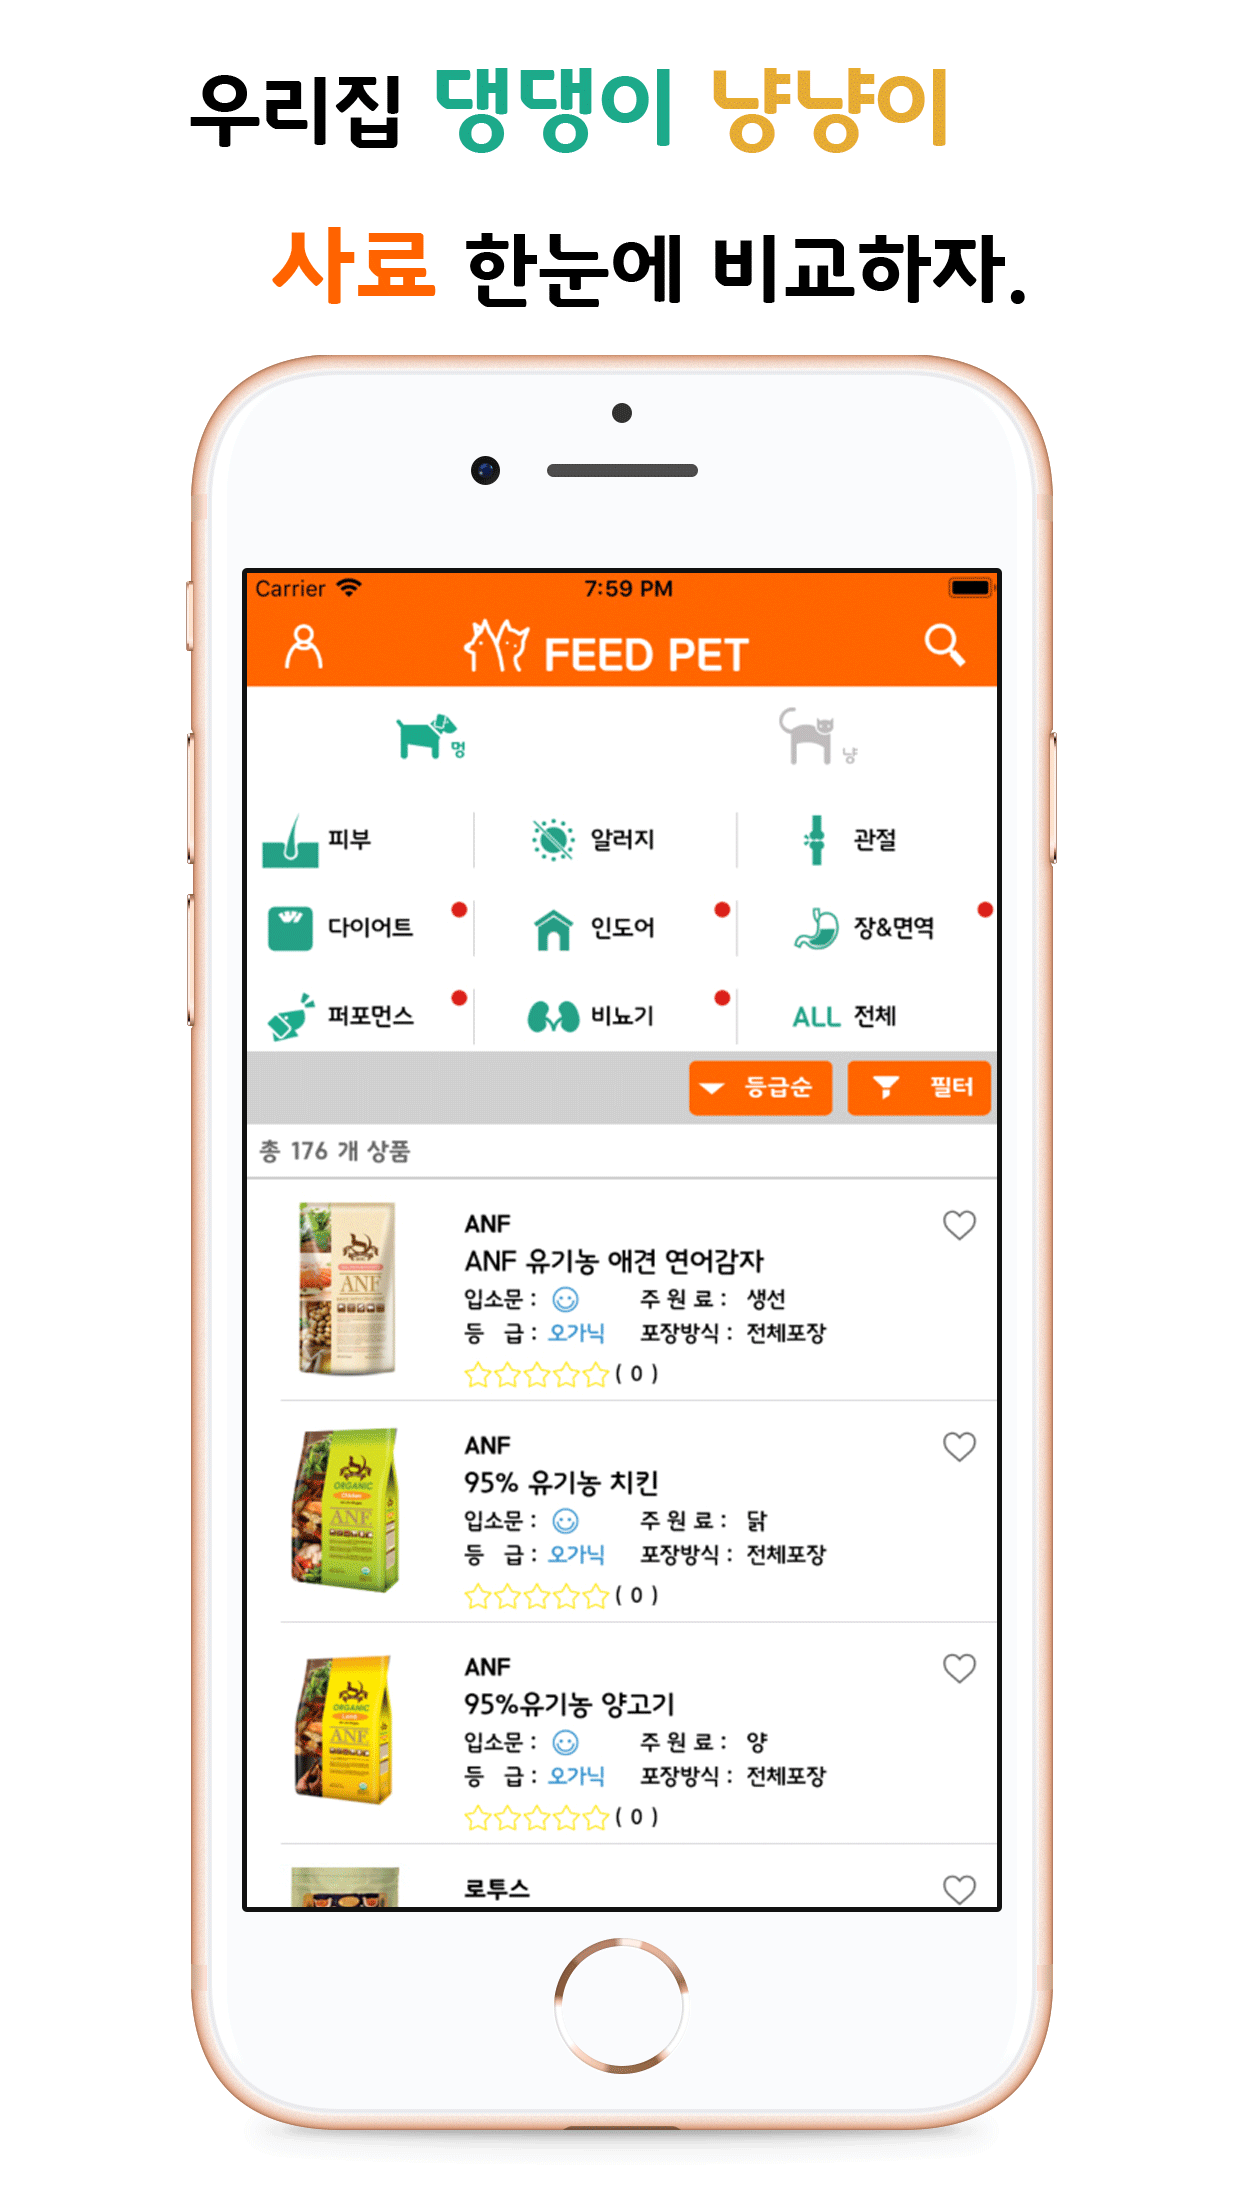 우리집 댕댕이 냥냥이
사료 한눈에 비교하자.
Carrier 7:59 PM
FEED PET
멍 냥
피부 알러지 관절
다이어트 인도어 장&면역
퍼포먼스 비뇨기 ALL 전체
등급순 필터
총 176 개 상품
ANF
ANF 유기농 애견 연어감자
입소문 : 주 원 료 : 생선
등 급 : 오가닉 포장방식 : 전체포장
( 0 )
ANF
ANF
95% 유기농 치킨
입소문 : 주 원 료 : 닭
등 급 : 오가닉 포장방식 : 전체포장
( 0 )
ORGANIC
ANF
ANF
95%유기농 양고기
입소문 : 주 원 료 : 양
등 급 : 오가닉 포장방식 : 전체포장
( 0 )
ORGANIC
ANF
로투스